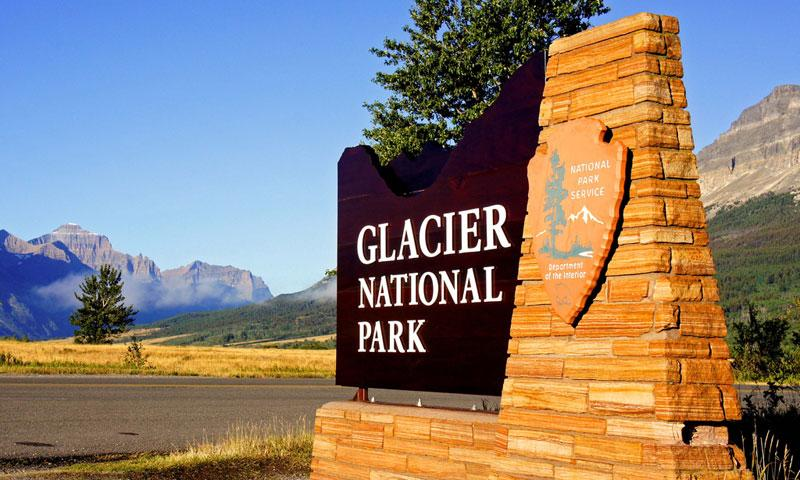 GLACIER
NATIONAL
PARK
NATIONAL
PARK
SERVICE
Department
of the Interior